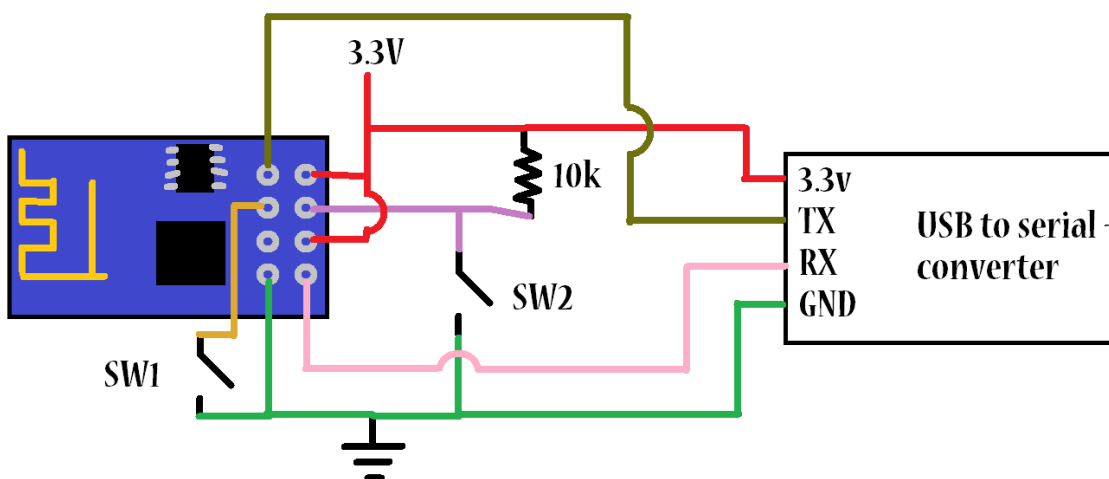 3.3V
10k
3.3v
TX
RX
GND
USB to serial -
converter
SW2
SW1